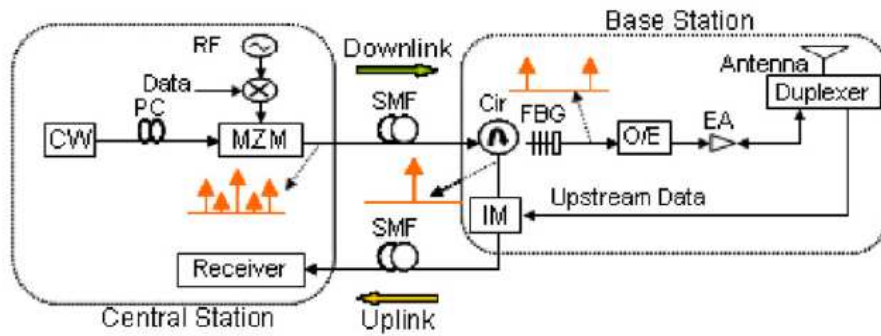 Base Station
RF
Downlink
Antenna
Data
PC
SMF
Cir
FBG
Duplexer
CW
MZM
O/E
EA
IM
Upstream Data
SMF
Receiver
Central Station
Uplink